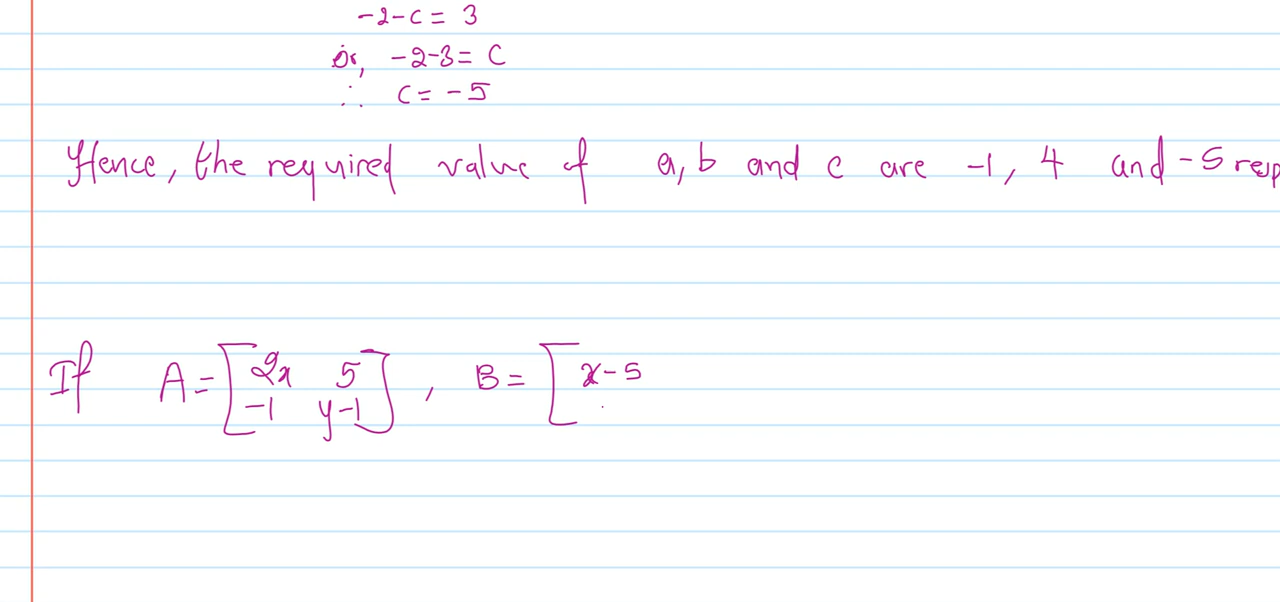 -2-c = 3
or, -2-3 = c
∴ c = -5
Hence, the required value of a, b and c are -1, 4 and -5 resp
If A = [2x 5
-1 y-1], B = [x-5